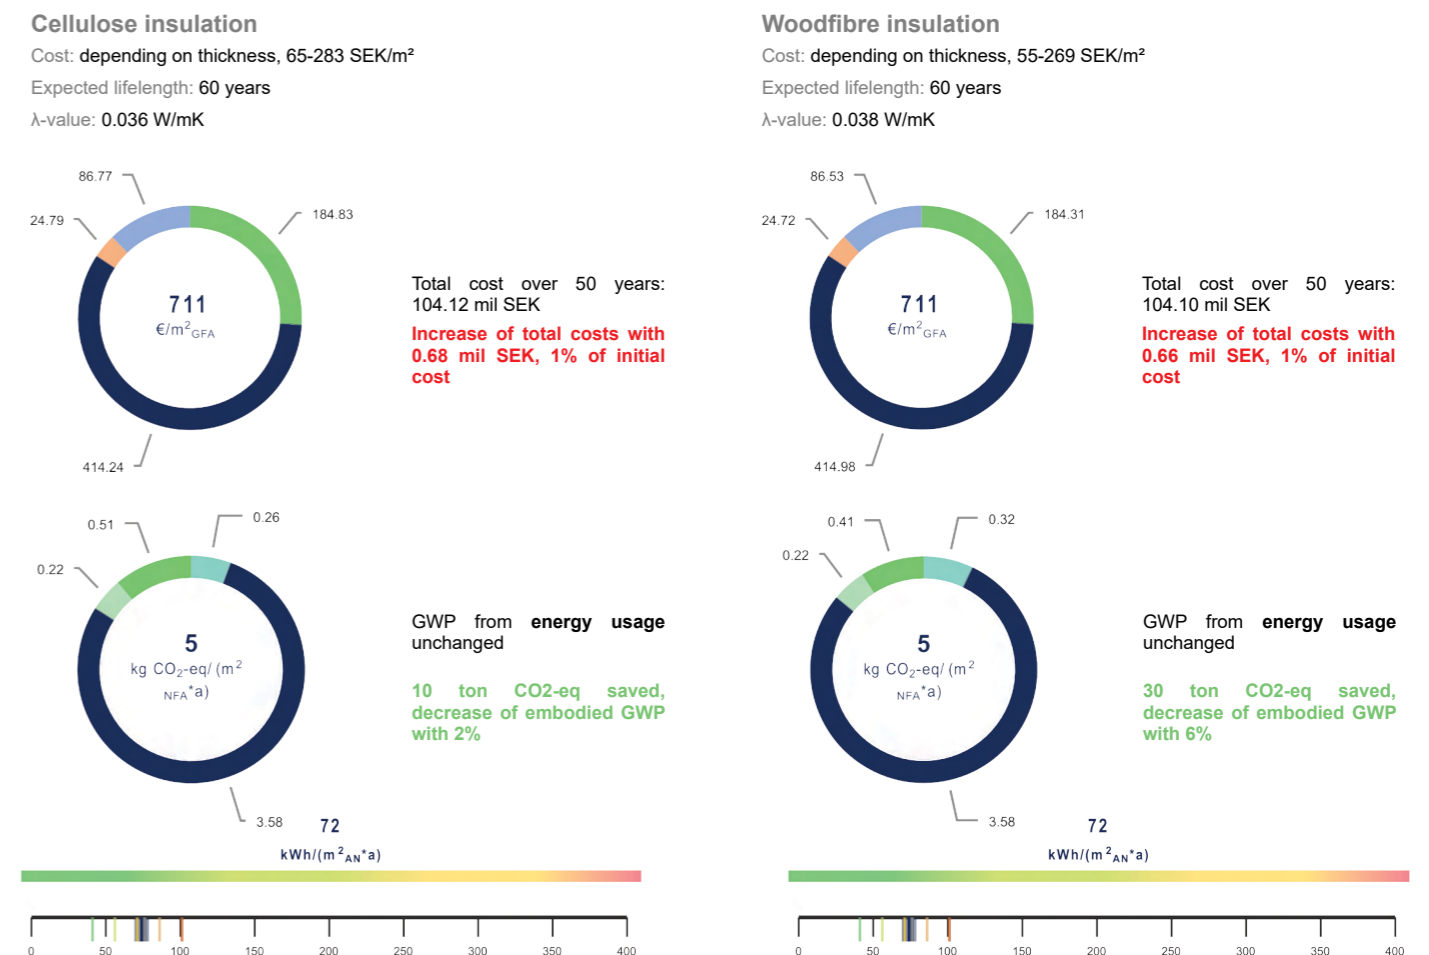 Cellulose insulation
Cost: depending on thickness, 65-283 SEK/m²
Expected lifelength: 60 years
λ-value: 0.036 W/mK
86.77
184.83
24.79
711
€/m²GFA
414.24
Total cost over 50 years:
104.12 mil SEK
Increase of total costs with
0.68 mil SEK, 1% of initial
cost
0.51
0.26
0.22
5
kg CO₂-eq/ (m²
NFA*a)
3.58
GWP from energy usage
unchanged
10 ton CO2-eq saved,
decrease of embodied GWP
with 2%
72
kWh/(m²AN*a)
0 50 100 150 200 250 300 350 400
Woodfibre insulation
Cost: depending on thickness, 55-269 SEK/m²
Expected lifelength: 60 years
λ-value: 0.038 W/mK
86.53
184.31
24.72
711
€/m²GFA
414.98
Total cost over 50 years:
104.10 mil SEK
Increase of total costs with
0.66 mil SEK, 1% of initial
cost
0.41
0.32
0.22
5
kg CO₂-eq/ (m²
NFA*a)
3.58
GWP from energy usage
unchanged
30 ton CO2-eq saved,
decrease of embodied GWP
with 6%
72
kWh/(m²AN*a)
0 50 100 150 200 250 300 350 400